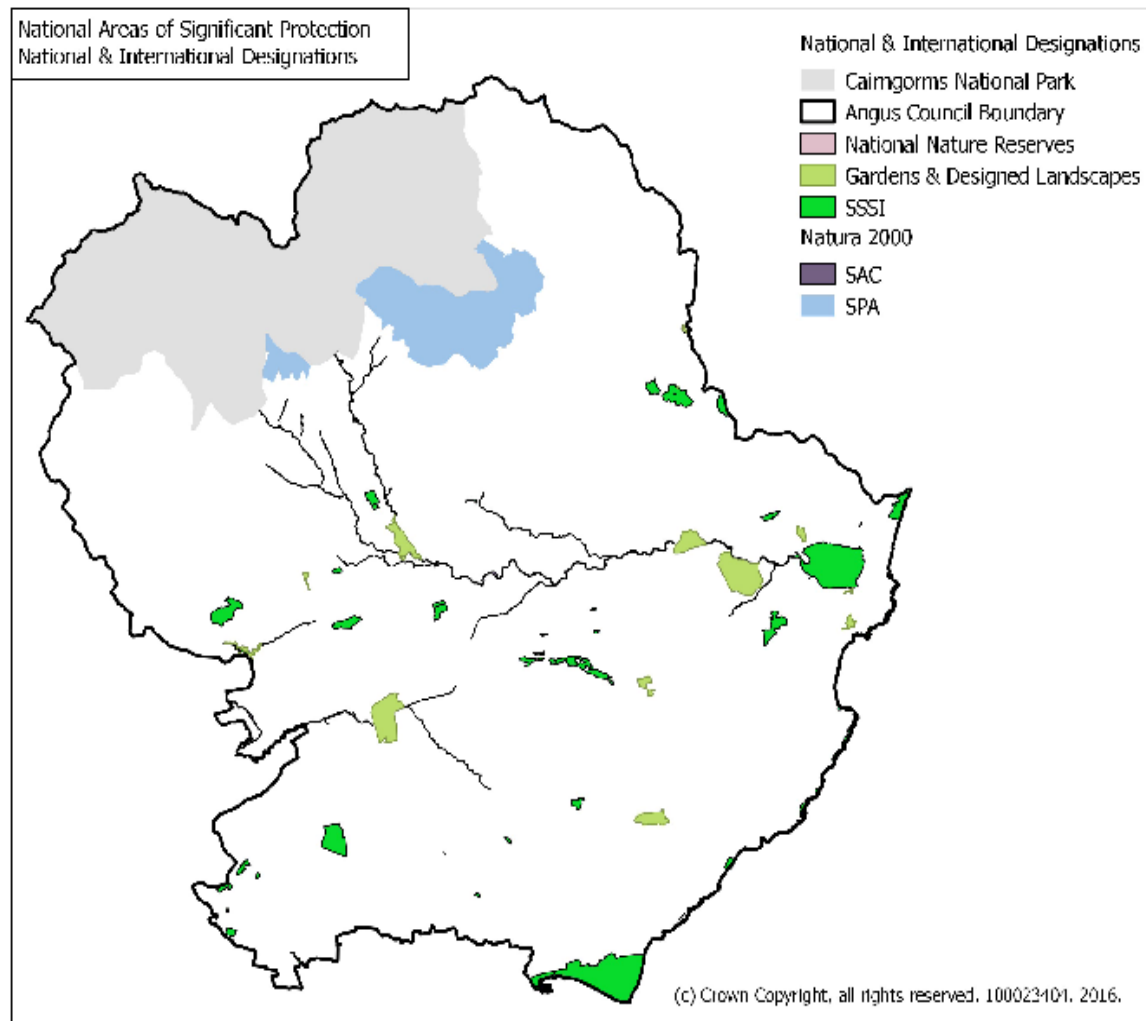 National Areas of Significant Protection
National & International Designations
National & International Designations
Cairngorms National Park
Angus Council Boundary
National Nature Reserves
Gardens & Designed Landscapes
SSSI
Natura 2000
SAC
SPA
(c) Crown Copyright, all rights reserved. 100023404. 2016.